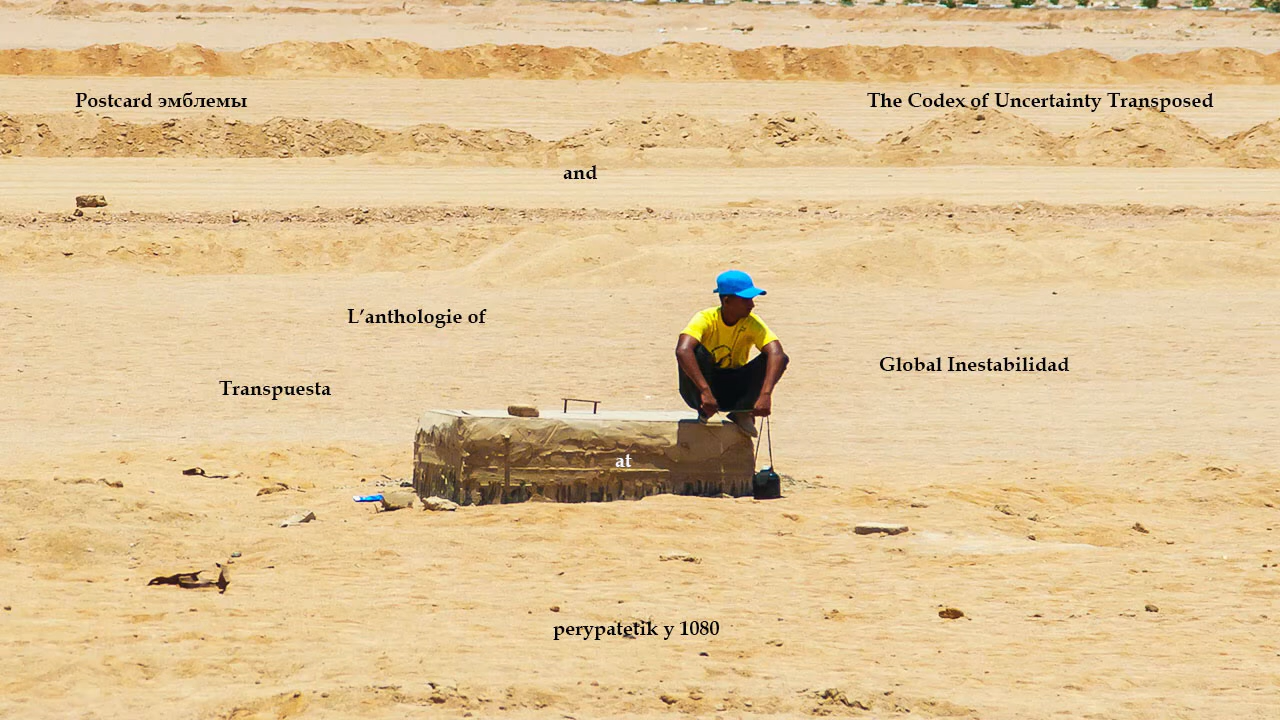 Postcard эмблемы
The Codex of Uncertainty Transposed
and
L’anthologie of
Global Inestabilidad
Transpuesta
at
perypatetik y 1080